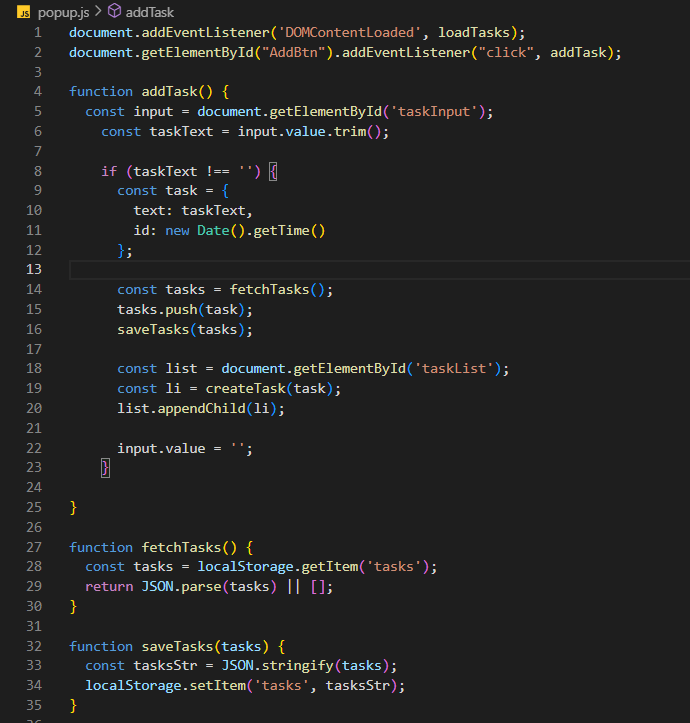 JS popup.js > addTask
1 document.addEventListener('DOMContentLoaded', loadTasks);
2 document.getElementById("AddBtn").addEventListener("click", addTask);
3
4 function addTask() {
5   const input = document.getElementById('taskInput');
6     const taskText = input.value.trim();
7
8     if (taskText !== '') {
9       const task = {
10         text: taskText,
11         id: new Date().getTime()
12       };
13
14       const tasks = fetchTasks();
15       tasks.push(task);
16       saveTasks(tasks);
17
18       const list = document.getElementById('taskList');
19       const li = createTask(task);
20       list.appendChild(li);
21
22       input.value = '';
23     }
24
25 }
26
27 function fetchTasks() {
28   const tasks = localStorage.getItem('tasks');
29   return JSON.parse(tasks) || [];
30 }
31
32 function saveTasks(tasks) {
33   const tasksStr = JSON.stringify(tasks);
34   localStorage.setItem('tasks', tasksStr);
35 }